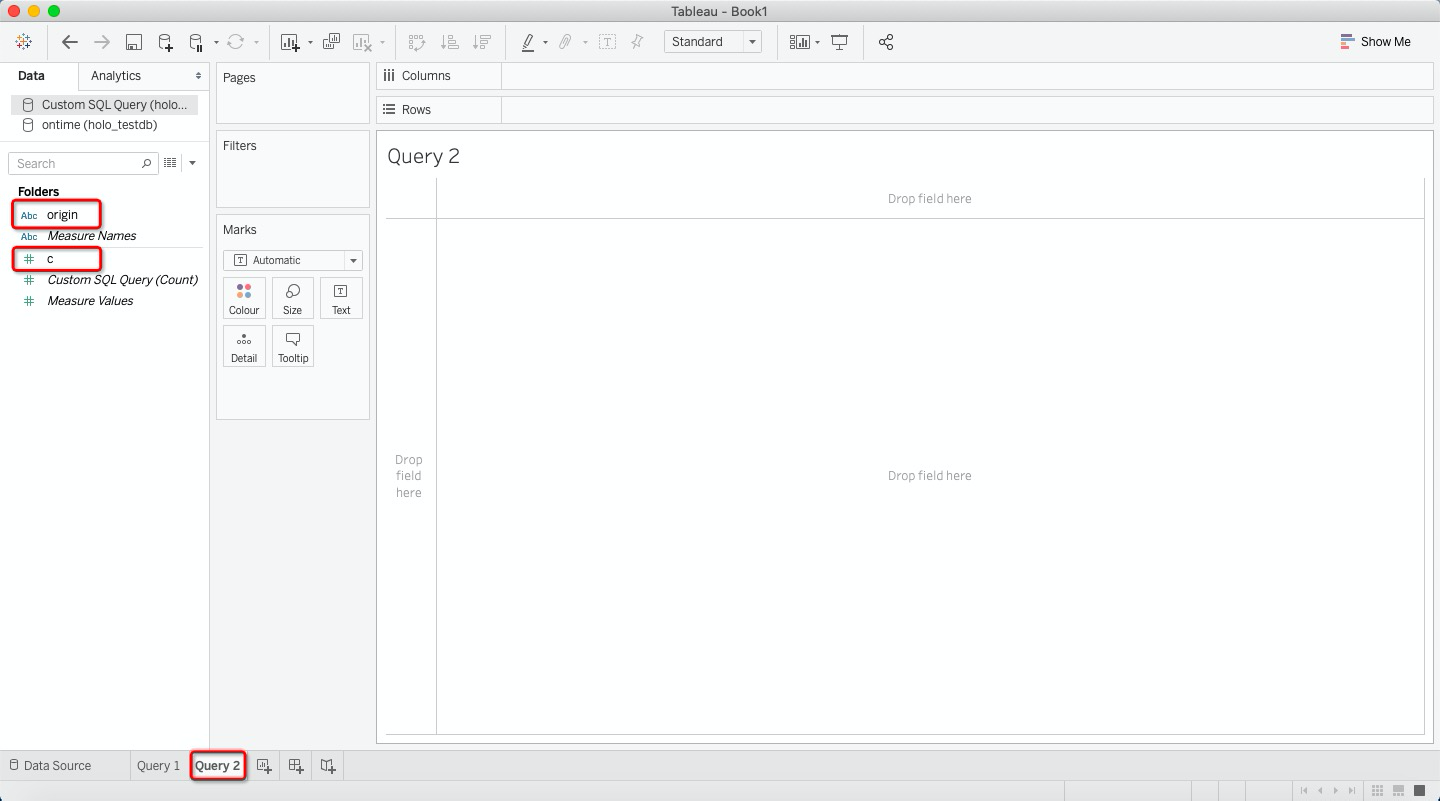 Tableau - Book1
Standard
Show Me
Data
Analytics
Custom SQL Query (holo...
ontime (holo_testdb)
Search
Folders
Abc origin
Abc Measure Names
# c
# Custom SQL Query (Count)
# Measure Values
Pages
Filters
Marks
T Automatic
Colour
Size
Text
Detail
Tooltip
Columns
Rows
Query 2
Drop field here
Drop
field
here
Drop field here
Data Source
Query 1
Query 2